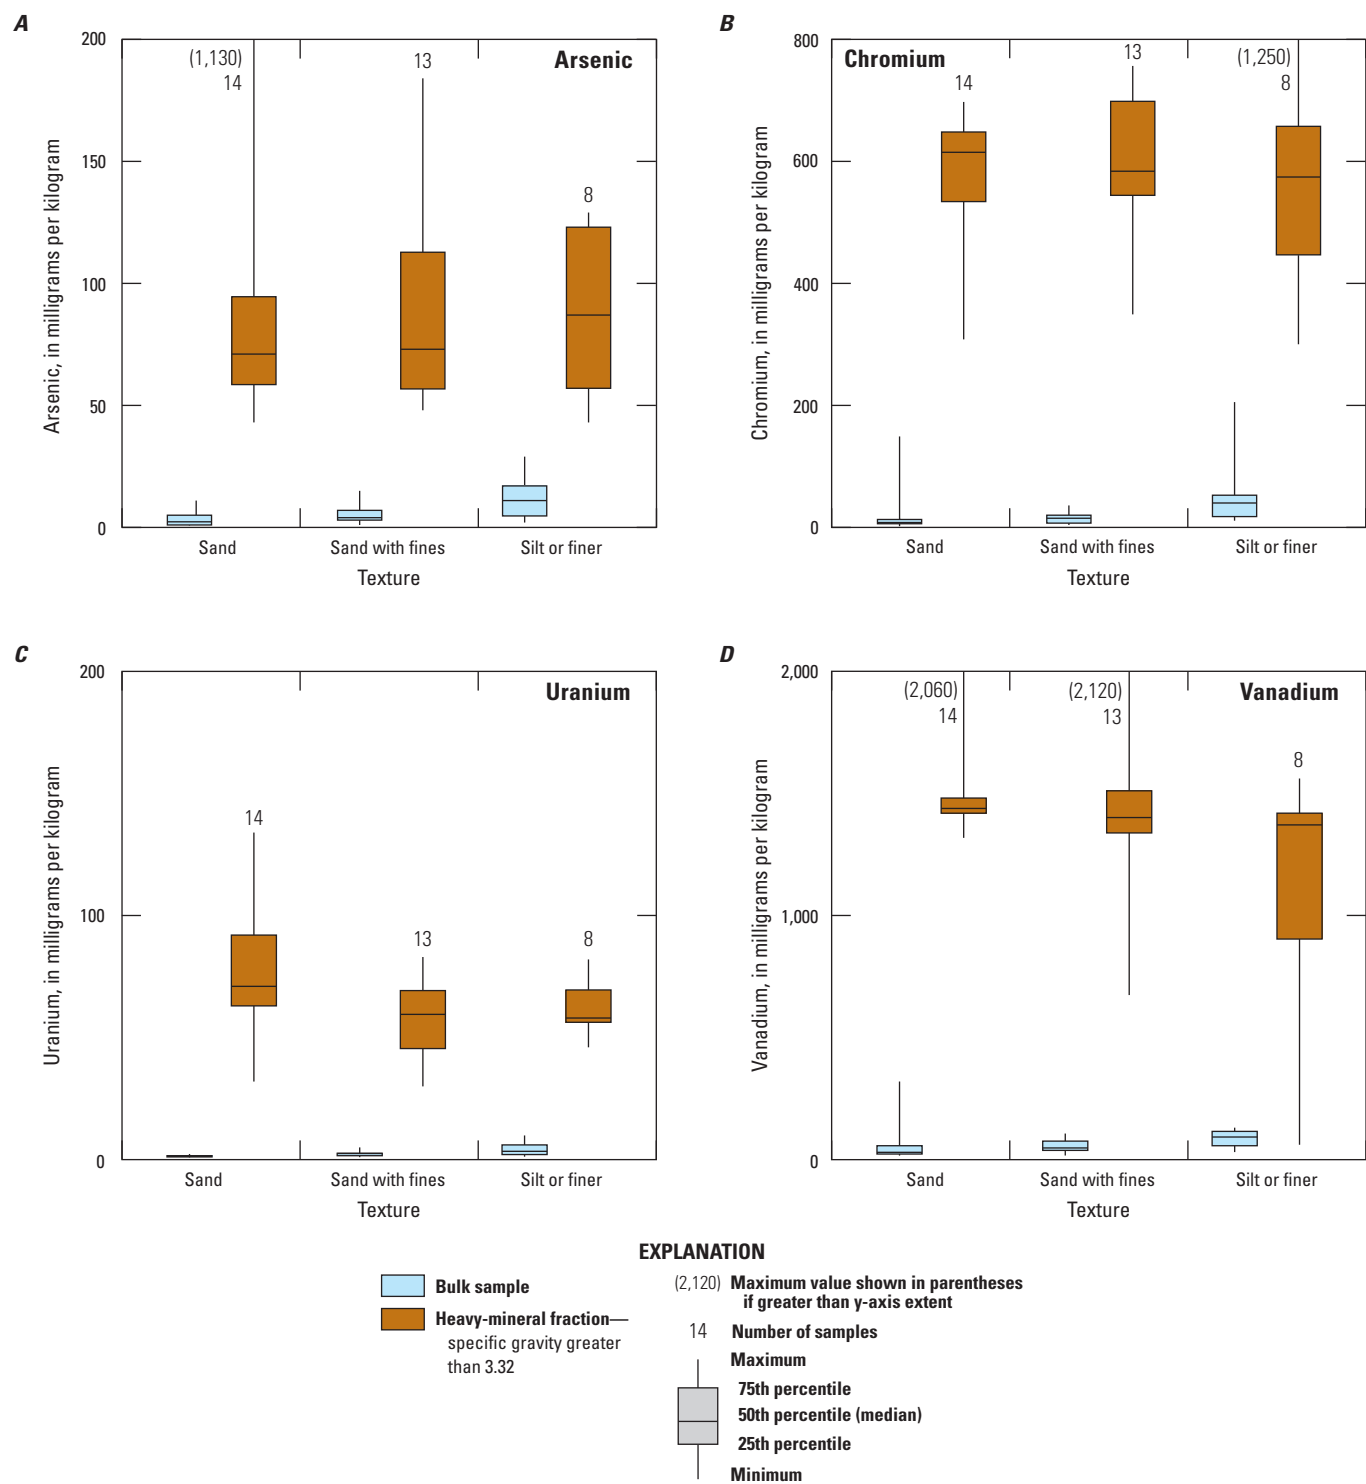 A
200
150
100
50
0
Arsenic, in milligrams per kilogram
Arsenic
(1,130)
14
13
8
Sand
Sand with fines
Silt or finer
Texture
B
800
600
400
200
0
Chromium, in milligrams per kilogram
Chromium
14
13
(1,250)
8
Sand
Sand with fines
Silt or finer
Texture
C
200
100
0
Uranium, in milligrams per kilogram
Uranium
14
13
8
Sand
Sand with fines
Silt or finer
Texture
D
2,000
1,000
0
Vanadium, in milligrams per kilogram
Vanadium
(2,060)
14
(2,120)
13
8
Sand
Sand with fines
Silt or finer
Texture
EXPLANATION
Bulk sample
Heavy-mineral fraction—
specific gravity greater
than 3.32
(2,120) Maximum value shown in parentheses
if greater than y-axis extent
14 Number of samples
Maximum
75th percentile
50th percentile (median)
25th percentile
Minimum